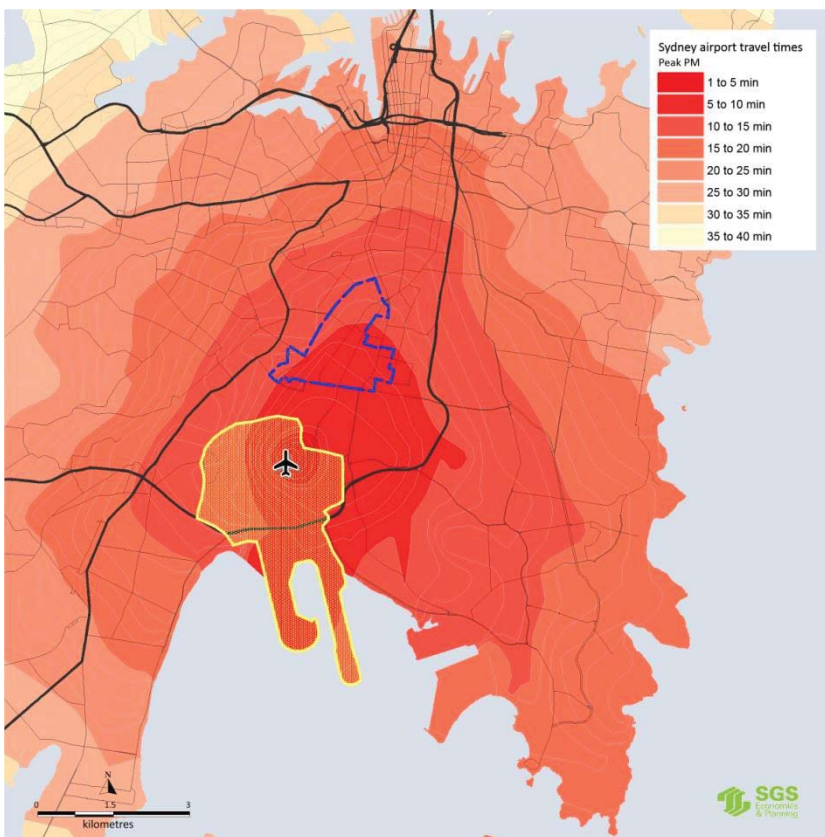 Sydney airport travel times
Peak PM
1 to 5 min
5 to 10 min
10 to 15 min
15 to 20 min
20 to 25 min
25 to 30 min
30 to 35 min
35 to 40 min
N
0 1.5 3
kilometres
SGS
Economics
& Planning